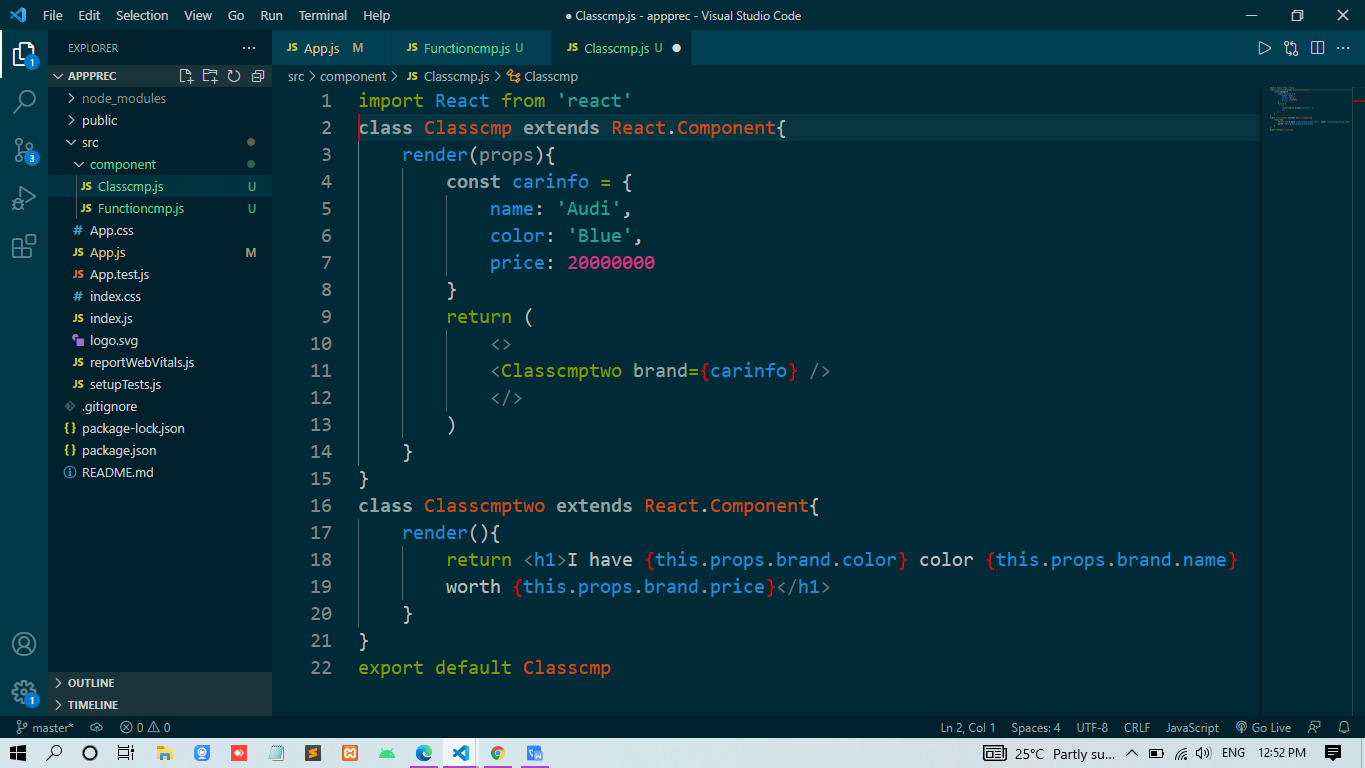 File Edit Selection View Go Run Terminal Help ● Classcmp.js - appprec - Visual Studio Code
EXPLORER
JS App.js M JS Functioncmp.js U JS Classcmp.js U ●
APPPREC
src > component > JS Classcmp.js > Classcmp
node_modules
public
src
component
JS Classcmp.js U
JS Functioncmp.js U
# App.css
JS App.js M
JS App.test.js
# index.css
JS index.js
logo.svg
JS reportWebVitals.js
JS setupTests.js
.gitignore
{} package-lock.json
{} package.json
README.md
OUTLINE
TIMELINE
1
3
1
1 import React from 'react'
2 class Classcmp extends React.Component{
3 render(props){
4 const carinfo = {
5 name: 'Audi',
6 color: 'Blue',
7 price: 20000000
8 }
9 return (
10 <>
11 <Classcmptwo brand={carinfo} />
12 </>
13 )
14 }
15 }
16 class Classcmptwo extends React.Component{
17 render(){
18 return <h1>I have {this.props.brand.color} color {this.props.brand.name}
19 worth {this.props.brand.price}</h1>
20 }
21 }
22 export default Classcmp
master* 0 0 Ln 2, Col 1 Spaces: 4 UTF-8 CRLF JavaScript Go Live
25°C Partly su... ENG 12:52 PM